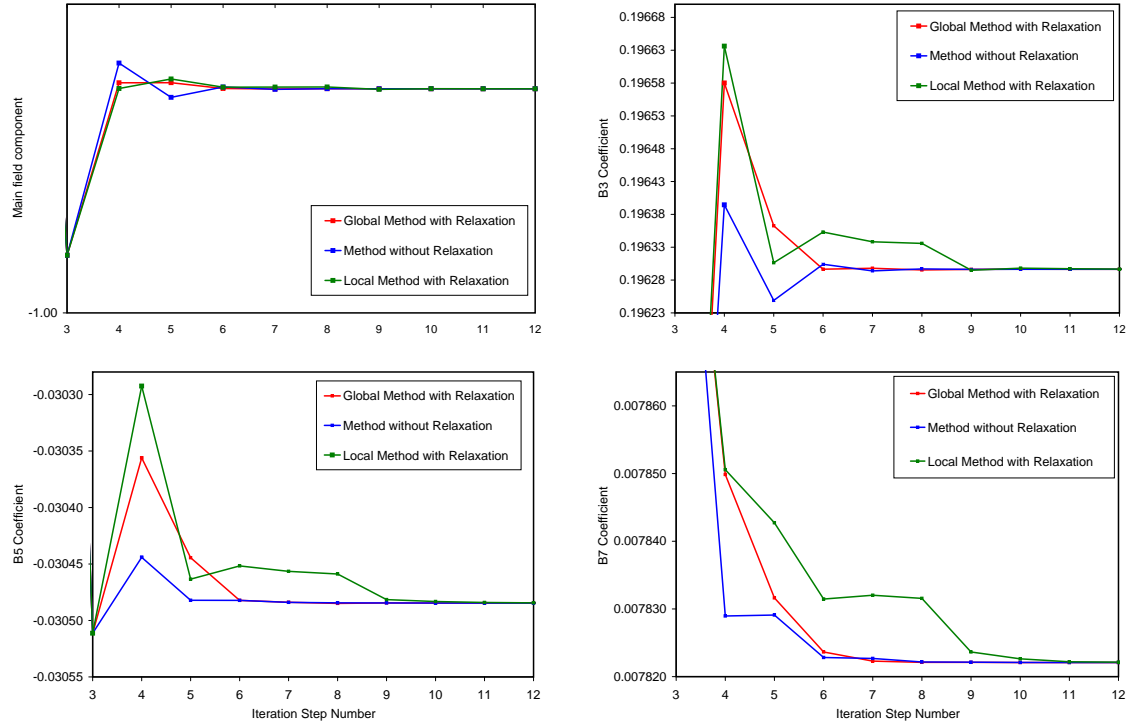 Main field component
-1.00
3 4 5 6 7 8 9 10 11 12
Global Method with Relaxation
Method without Relaxation
Local Method with Relaxation
B3 Coefficient
0.19668
0.19663
0.19658
0.19653
0.19648
0.19643
0.19638
0.19633
0.19628
0.19623
3 4 5 6 7 8 9 10 11 12
Global Method with Relaxation
Method without Relaxation
Local Method with Relaxation
B5 Coefficient
-0.03030
-0.03035
-0.03040
-0.03045
-0.03050
-0.03055
3 4 5 6 7 8 9 10 11 12
Iteration Step Number
Global Method with Relaxation
Method without Relaxation
Local Method with Relaxation
B7 Coefficient
0.007860
0.007850
0.007840
0.007830
0.007820
3 4 5 6 7 8 9 10 11 12
Iteration Step Number
Global Method with Relaxation
Method without Relaxation
Local Method with Relaxation